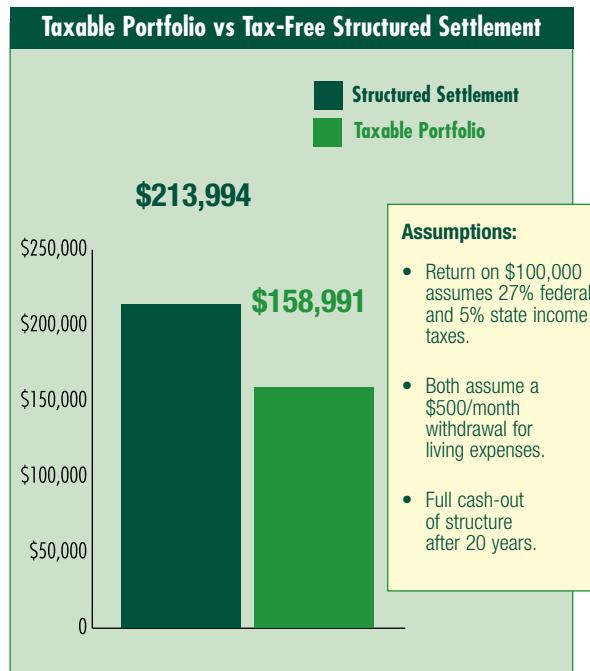 Taxable Portfolio vs Tax-Free Structured Settlement
Structured Settlement
Taxable Portfolio
$213,994
$158,991
$250,000
$200,000
$150,000
$100,000
$50,000
0
Assumptions:
• Return on $100,000
assumes 27% federal
and 5% state income
taxes.
• Both assume a
$500/month
withdrawal for
living expenses.
• Full cash-out
of structure
after 20 years.